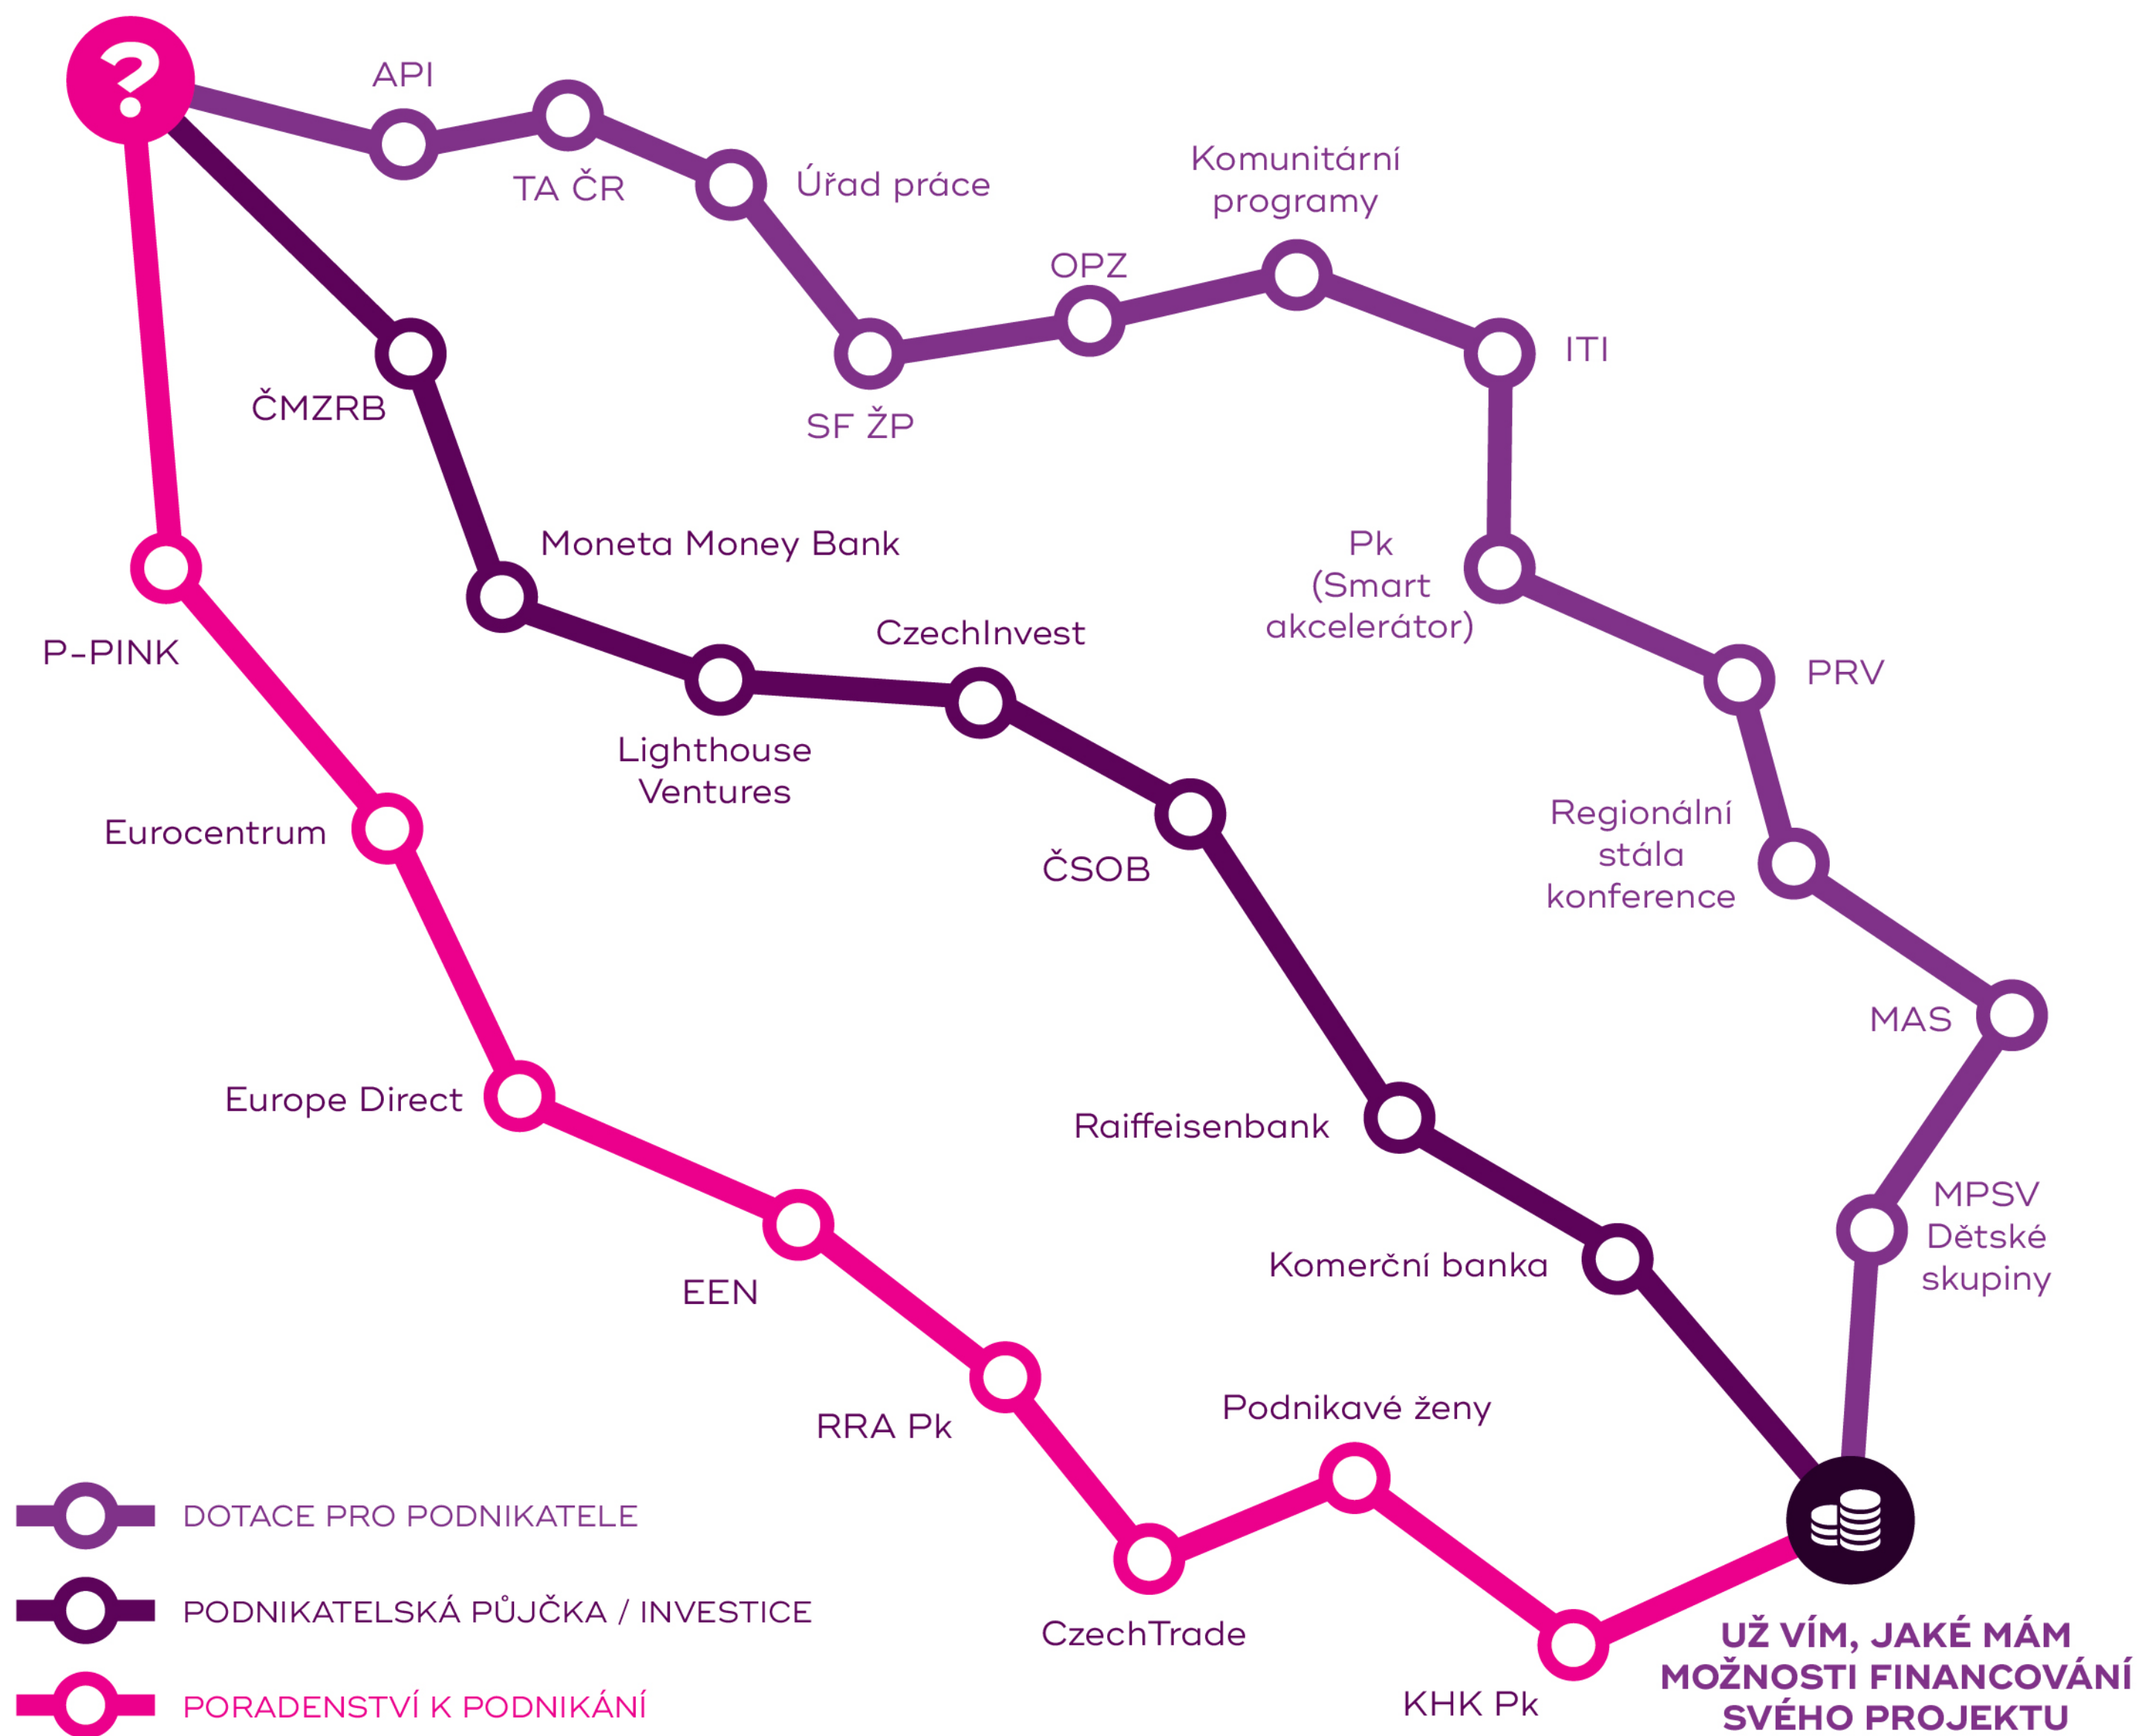 ?
API
TA ČR
Úřad práce
Komunitární
programy
OPZ
ITI
SF ŽP
ČMZRB
Moneta Money Bank
Pk
(Smart
akcelerátor)
P-PINK
CzechInvest
PRV
Lighthouse
Ventures
Eurocentrum
ČSOB
Regionální
stála
konference
MAS
Europe Direct
Raiffeisenbank
MPSV
Dětské
skupiny
EEN
Komerční banka
RRA Pk
Podnikavé ženy
CzechTrade
KHK Pk
DOTACE PRO PODNIKATELE
PODNIKATELSKÁ PŮJČKA / INVESTICE
PORADENSTVÍ K PODNIKÁNÍ
UŽ VÍM, JAKÉ MÁM
MOŽNOSTI FINANCOVÁNÍ
SVÉHO PROJEKTU